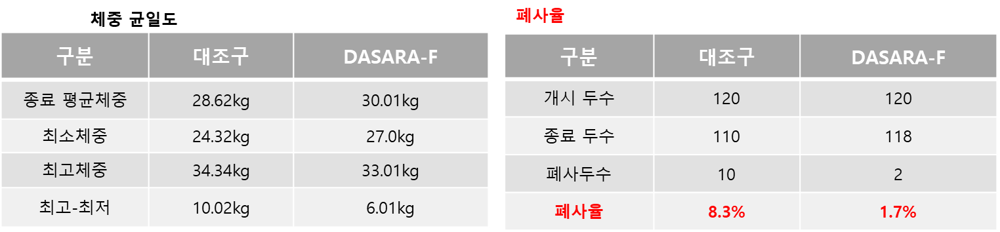 체중 균일도
구분 대조구 DASARA-F
종료 평균체중 28.62kg 30.01kg
최소체중 24.32kg 27.0kg
최고체중 34.34kg 33.01kg
최고-최저 10.02kg 6.01kg
폐사율
구분 대조구 DASARA-F
개시 두수 120 120
종료 두수 110 118
폐사두수 10 2
폐사율 8.3% 1.7%